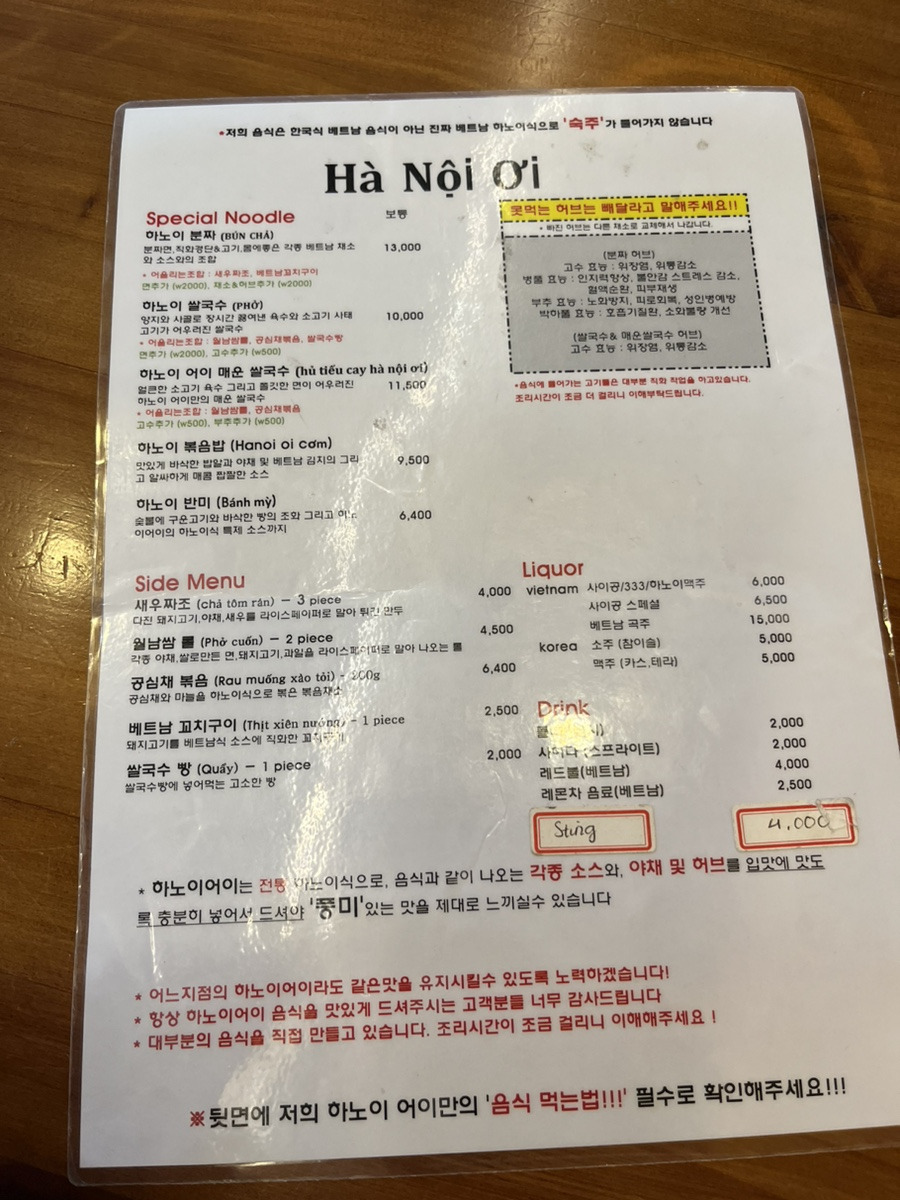 *저희 음식은 한국식 베트남 음식이 아닌 진짜 베트남 하노이식으로 '숙주'가 들어가지 않습니다
Hà Nội Ơi
Special Noodle 보통
하노이 분짜 (BÚN CHẢ)
분짜면,직화경단&고기,몸에좋은 각종 베트남 채소 13,000
와 소스와의 조합
* 어울리는조합 : 새우짜조, 베트남꼬치구이
면추가 (w2000), 채소&허브추가 (w2000)
하노이 쌀국수 (PHỞ)
양지와 사골로 장시간 끓여낸 육수와 소고기 사태 10,000
고기가 어우러진 쌀국수
* 어울리는조합 : 월남쌈롤, 공심채볶음, 쌀국수빵
면추가 (w2000), 고수추가 (w500)
하노이 어이 매운 쌀국수 (hủ tiếu cay hà nội ơi)
얼큰한 소고기 육수 그리고 쫄깃한 면이 어우러진 11,500
하노이 어이만의 매운 쌀국수
* 어울리는조합 : 월남쌈롤, 공심채볶음
고수추가 (w500), 부추추가 (w500)
하노이 볶음밥 (Hanoi oi cơm)
맛있게 바삭한 밥알과 야채 및 베트남 김치의 그리 9,500
고 알싸하게 매콤 짭짤한 소스
하노이 반미 (Bánh mỳ)
숯불에 구운고기와 바삭한 빵의 조화 그리고 하노 6,400
이어이의 하노이식 특제 소스까지
못먹는 허브는 빼달라고 말해주세요!!
* 빠진 허브는 다른 채소로 교체해서 나갑니다.
(분짜 허브)
고수 효능 : 위장염, 위통감소
병풀 효능 : 인지력향상, 불안감 스트레스 감소,
혈액순환, 피부재생
부추 효능 : 노화방지, 피로회복, 성인병예방
박하풀 효능 : 호흡기질환, 소화불량 개선
(쌀국수& 매운쌀국수 허브)
고수 효능 : 위장염, 위통감소
*음식에 들어가는 고기들은 대부분 직화 작업을 하고있습니다.
조리시간이 조금 더 걸리니 이해부탁드립니다.
Side Menu
새우짜조 (chả tôm rán) – 3 piece 4,000
다진 돼지고기,야채,새우를 라이스페이퍼로 말아 튀긴 만두
월남쌈 롤 (Phở cuốn) – 2 piece 4,500
각종 야채,쌀로만든 면,돼지고기,과일을 라이스페이퍼로 말아 나오는 롤
공심채 볶음 (Rau muống xào tỏi) - 200g 6,400
공심채와 마늘을 하노이식으로 볶은 볶음채소
베트남 꼬치구이 (Thịt xiên nướng) – 1 piece 2,500
돼지고기를 베트남식 소스에 직화한 꼬치구이
쌀국수 빵 (Quẩy) – 1 piece 2,000
쌀국수빵에 넣어먹는 고소한 빵
Liquor
vietnam 사이공/333/하노이맥주 6,000
사이공 스페셜 6,500
베트남 곡주 15,000
korea 소주 (참이슬) 5,000
맥주 (카스,테라) 5,000
Drink
2,000
사이다 (스프라이트) 2,000
레드불(베트남) 4,000
레몬차 음료(베트남) 2,500
Sting 4,000
* 하노이어이는 전통 하노이식으로, 음식과 같이 나오는 각종 소스와, 야채 및 허브를 입맛에 맛도
록 충분히 넣어서 드셔야 '풍미'있는 맛을 제대로 느끼실수 있습니다
* 어느지점의 하노이어이라도 같은맛을 유지시킬수 있도록 노력하겠습니다!
* 항상 하노이어이 음식을 맛있게 드셔주시는 고객분들 너무 감사드립니다
* 대부분의 음식을 직접 만들고 있습니다. 조리시간이 조금 걸리니 이해해주세요 !
※뒷면에 저희 하노이 어이만의 '음식 먹는법!!!' 필수로 확인해주세요!!!